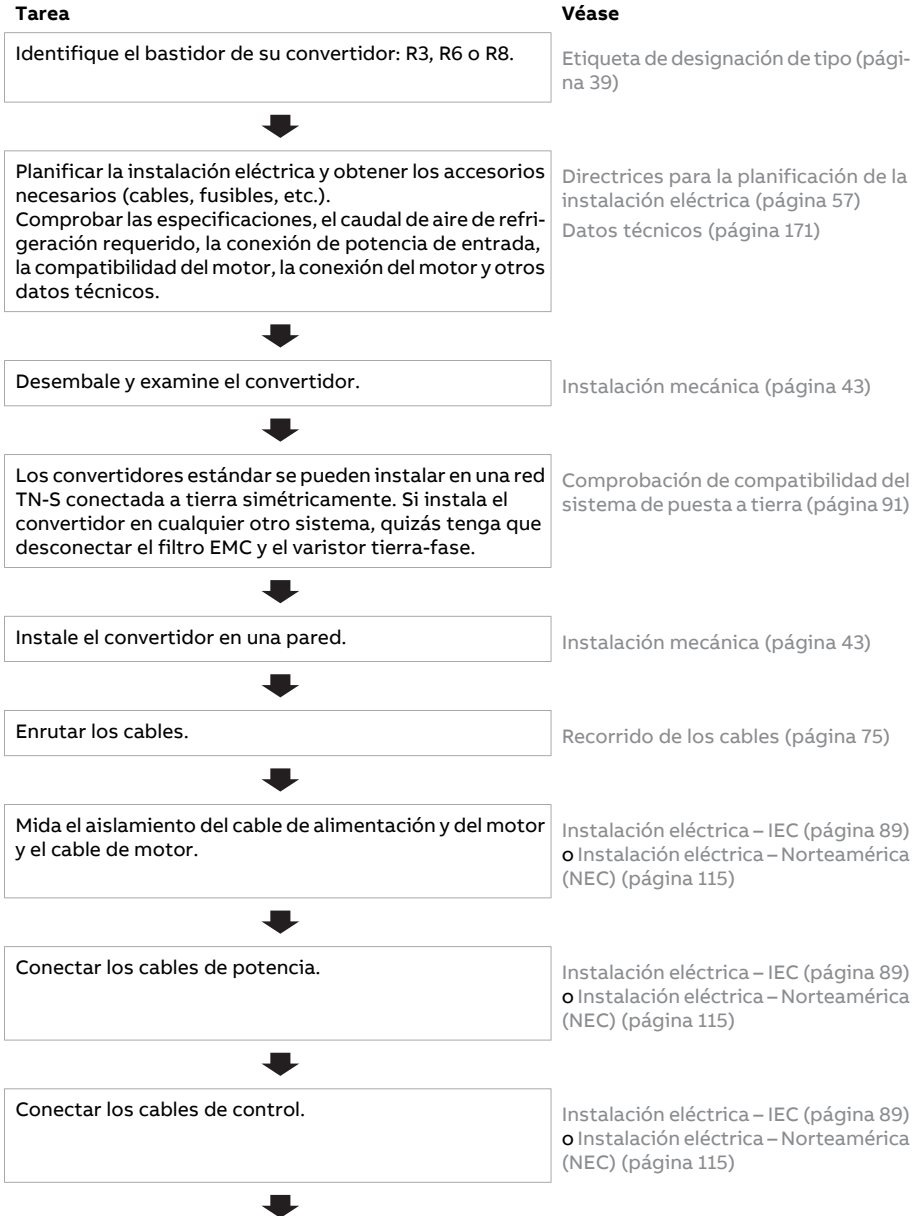 Tarea
Véase
Identifique el bastidor de su convertidor: R3, R6 o R8.
Etiqueta de designación de tipo (pági-
na 39)
Planificar la instalación eléctrica y obtener los accesorios
necesarios (cables, fusibles, etc.).
Comprobar las especificaciones, el caudal de aire de refri-
geración requerido, la conexión de potencia de entrada,
la compatibilidad del motor, la conexión del motor y otros
datos técnicos.
Directrices para la planificación de la
instalación eléctrica (página 57)
Datos técnicos (página 171)
Desembale y examine el convertidor.
Instalación mecánica (página 43)
Los convertidores estándar se pueden instalar en una red
TN-S conectada a tierra simétricamente. Si instala el
convertidor en cualquier otro sistema, quizás tenga que
desconectar el filtro EMC y el varistor tierra-fase.
Comprobación de compatibilidad del
sistema de puesta a tierra (página 91)
Instale el convertidor en una pared.
Instalación mecánica (página 43)
Enrutar los cables.
Recorrido de los cables (página 75)
Mida el aislamiento del cable de alimentación y del motor
y el cable de motor.
Instalación eléctrica – IEC (página 89)
o Instalación eléctrica – Norteamérica
(NEC) (página 115)
Conectar los cables de potencia.
Instalación eléctrica – IEC (página 89)
o Instalación eléctrica – Norteamérica
(NEC) (página 115)
Conectar los cables de control.
Instalación eléctrica – IEC (página 89)
o Instalación eléctrica – Norteamérica
(NEC) (página 115)